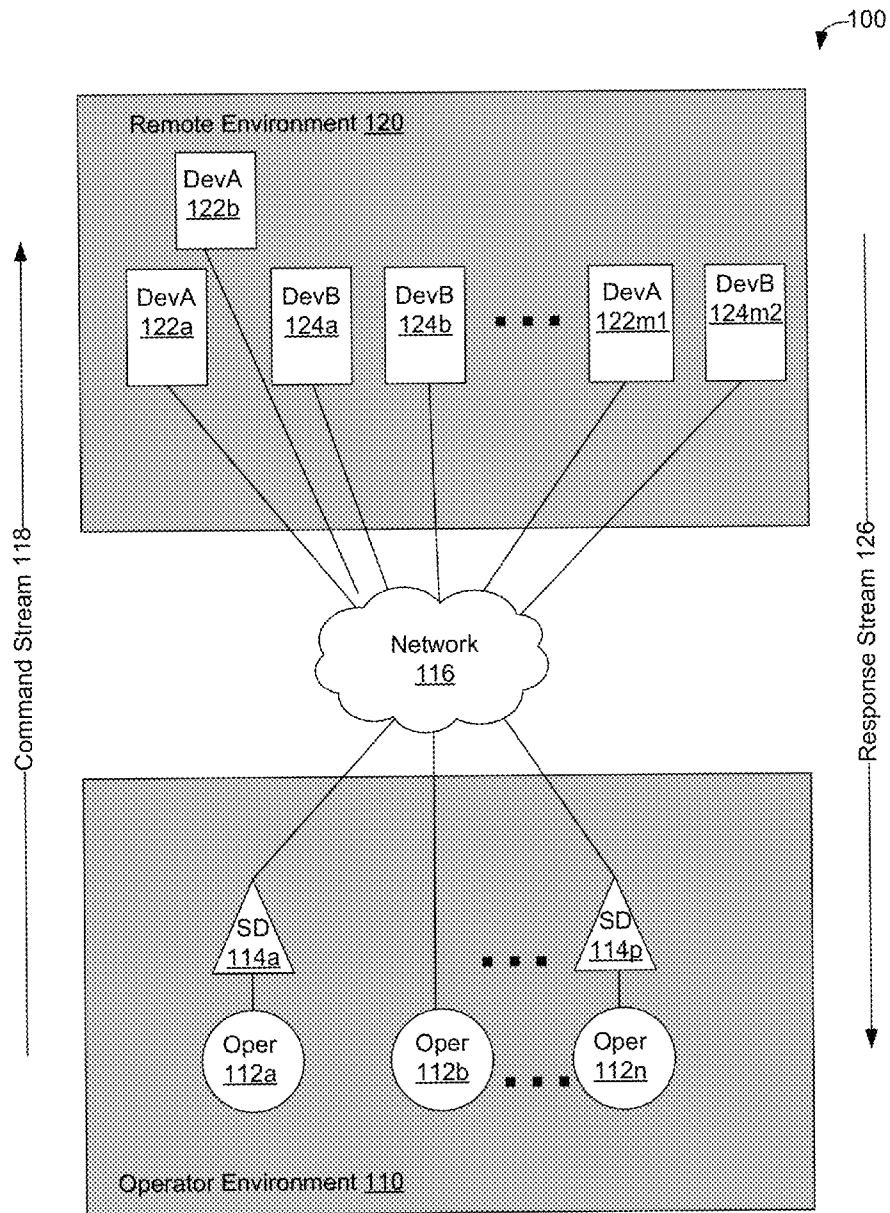 100
Remote Environment 120
DevA
122b
DevA
122a
DevB
124a
DevB
124b
DevA
122m1
DevB
124m2
Command Stream 118
Response Stream 126
Network
116
SD
114a
SD
114p
Oper
112a
Oper
112b
Oper
112n
Operator Environment 110